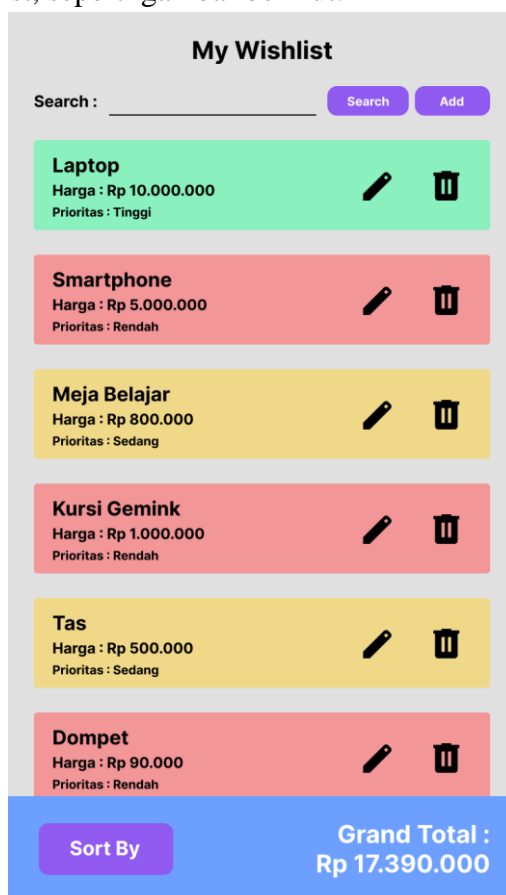 My Wishlist
Search :
Search
Add
Laptop
Harga : Rp 10.000.000
Prioritas : Tinggi
Smartphone
Harga : Rp 5.000.000
Prioritas : Rendah
Meja Belajar
Harga : Rp 800.000
Prioritas : Sedang
Kursi Gemink
Harga : Rp 1.000.000
Prioritas : Rendah
Tas
Harga : Rp 500.000
Prioritas : Sedang
Dompet
Harga : Rp 90.000
Prioritas : Rendah
Sort By
Grand Total :
Rp 17.390.000